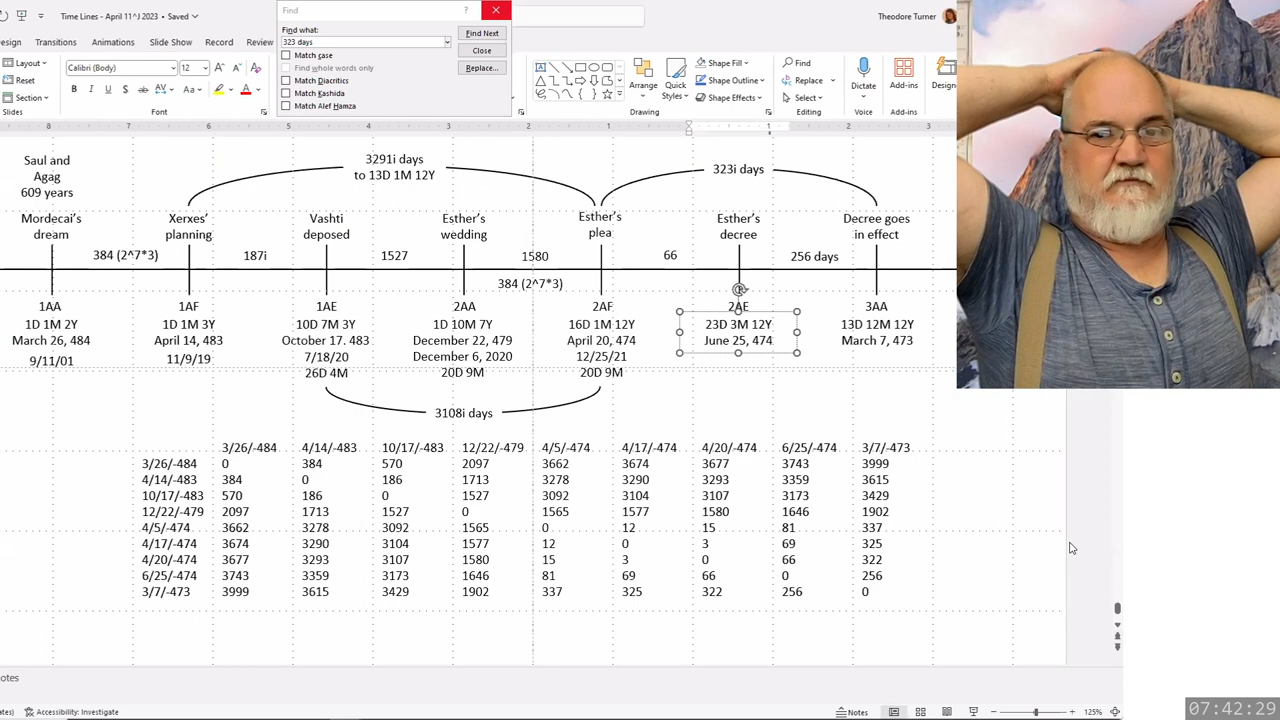 Time Lines - April 11^J 2023 • Saved
Theodore Turner
Find
?
Find what:
323 days
Find Next
Match case
Close
Find whole words only
Match Diacritics
Replace...
Match Kashida
Match Alef Hamza
Transitions
Animations
Slide Show
Record
Review
Layout
Reset
Section
Calibri (Body)
12
Font
Arrange
Quick
Styles
Shape Fill
Shape Outline
Shape Effects
Drawing
Find
Replace
Select
Editing
Dictate
Voice
Add-ins
Add-ins
8 7 6 5 4 3 2 1 1 2 3
Saul and
Agag
609 years
3291i days
to 13D 1M 12Y
323i days
Mordecai's
dream
Xerxes'
planning
Vashti
deposed
Esther's
wedding
Esther's
plea
Esther's
decree
Decree goes
in effect
384 (2^7*3)
187i
1527
1580
66
256 days
384 (2^7*3)
1AA
1D 1M 2Y
March 26, 484
9/11/01
1AF
1D 1M 3Y
April 14, 483
11/9/19
1AE
10D 7M 3Y
October 17. 483
7/18/20
26D 4M
2AA
1D 10M 7Y
December 22, 479
December 6, 2020
20D 9M
2AF
16D 1M 12Y
April 20, 474
12/25/21
20D 9M
2AE
23D 3M 12Y
June 25, 474
3AA
13D 12M 12Y
March 7, 473
3108i days
3/26/-484 4/14/-483 10/17/-483 12/22/-479 4/5/-474 4/17/-474 4/20/-474 6/25/-474 3/7/-473
3/26/-484 0 384 570 2097 3662 3674 3677 3743 3999
4/14/-483 384 0 186 1713 3278 3290 3293 3359 3615
10/17/-483 570 186 0 1527 3092 3104 3107 3173 3429
12/22/-479 2097 1713 1527 0 1565 1577 1580 1646 1902
4/5/-474 3662 3278 3092 1565 0 12 15 81 337
4/17/-474 3674 3290 3104 1577 12 0 3 69 325
4/20/-474 3677 3293 3107 1580 15 3 0 66 322
6/25/-474 3743 3359 3173 1646 81 69 66 0 256
3/7/-473 3999 3615 3429 1902 337 325 322 256 0
otes
ates)
Accessibility: Investigate
Notes
125%
07:42:29